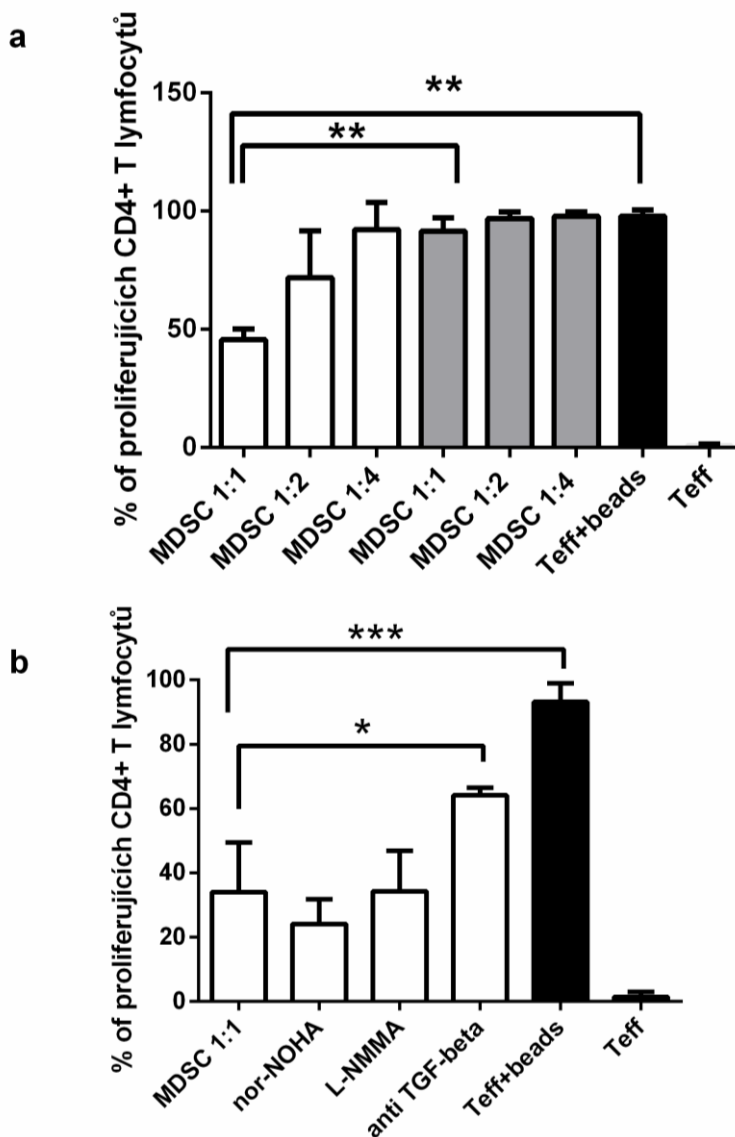 a
% of proliferujících CD4+ T lymfocytů
150
100
50
0
**
**
MDSC 1:1
MDSC 1:2
MDSC 1:4
MDSC 1:1
MDSC 1:2
MDSC 1:4
Teff+beads
Teff
b
% of proliferujících CD4+ T lymfocytů
100
80
60
40
20
0
***
*
MDSC 1:1
nor-NOHA
L-NMMA
anti TGF-beta
Teff+beads
Teff